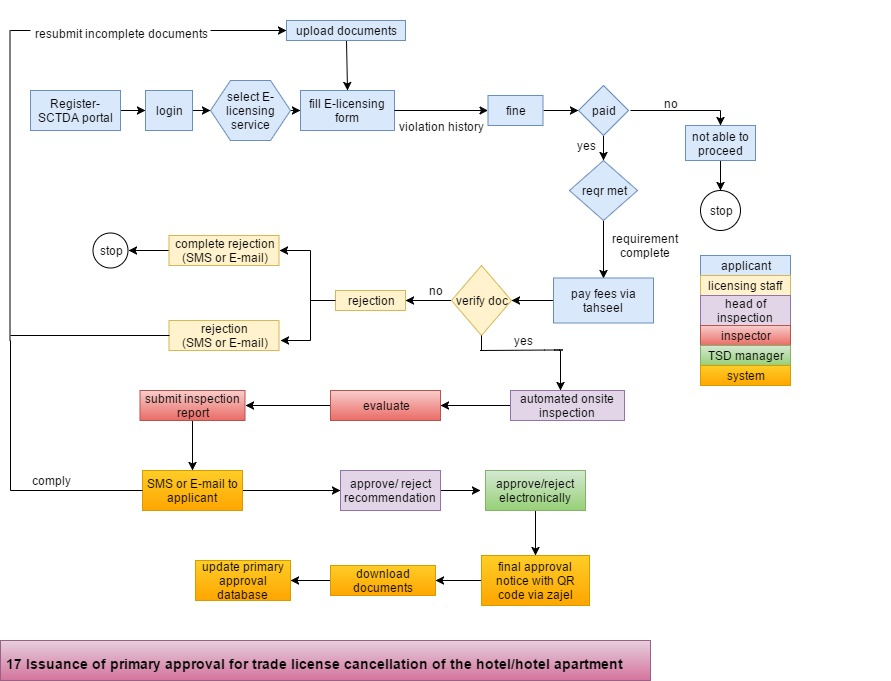 resubmit incomplete documents
upload documents
Register-
SCTDA portal
login
select E-
licensing
service
fill E-licensing
form
violation history
fine
paid
no
not able to
proceed
yes
reqr met
stop
requirement
complete
applicant
licensing staff
head of
inspection
inspector
TSD manager
system
stop
complete rejection
(SMS or E-mail)
rejection
no
verify doc
pay fees via
tahseel
rejection
(SMS or E-mail)
yes
submit inspection
report
evaluate
automated onsite
inspection
comply
SMS or E-mail to
applicant
approve/ reject
recommendation
approve/reject
electronically
update primary
approval
database
download
documents
final approval
notice with QR
code via zajel
17 Issuance of primary approval for trade license cancellation of the hotel/hotel apartment